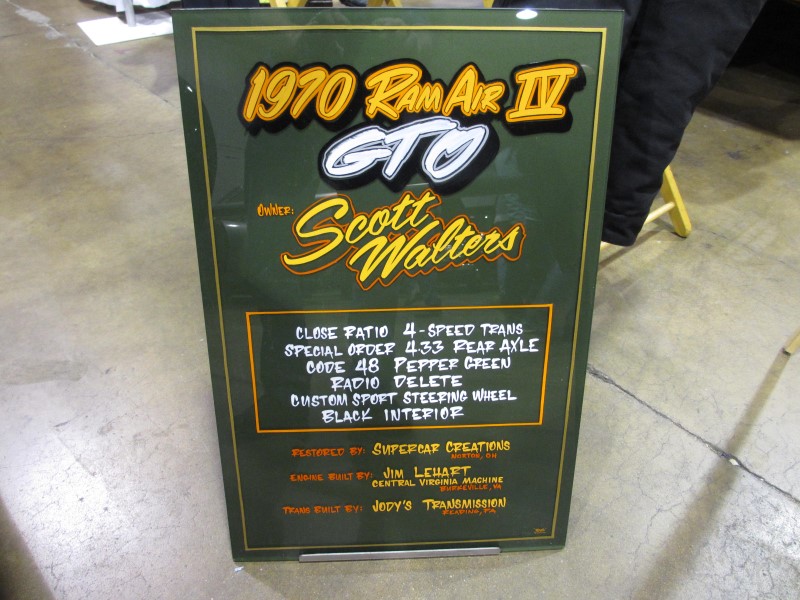 1970 Ram Air IV
GTO
Owner: Scott
Walters
Close Ratio 4-Speed Trans
Special Order 4.33 Rear Axle
Code 48 Pepper Green
Radio Delete
Custom Sport Steering Wheel
Black Interior
Restored By: Supercar Creations
Norton, OH
Engine Built By: Jim Lehart
Central Virginia Machine
Burkeville, VA
Trans Built By: Jody's Transmission
Reading, PA